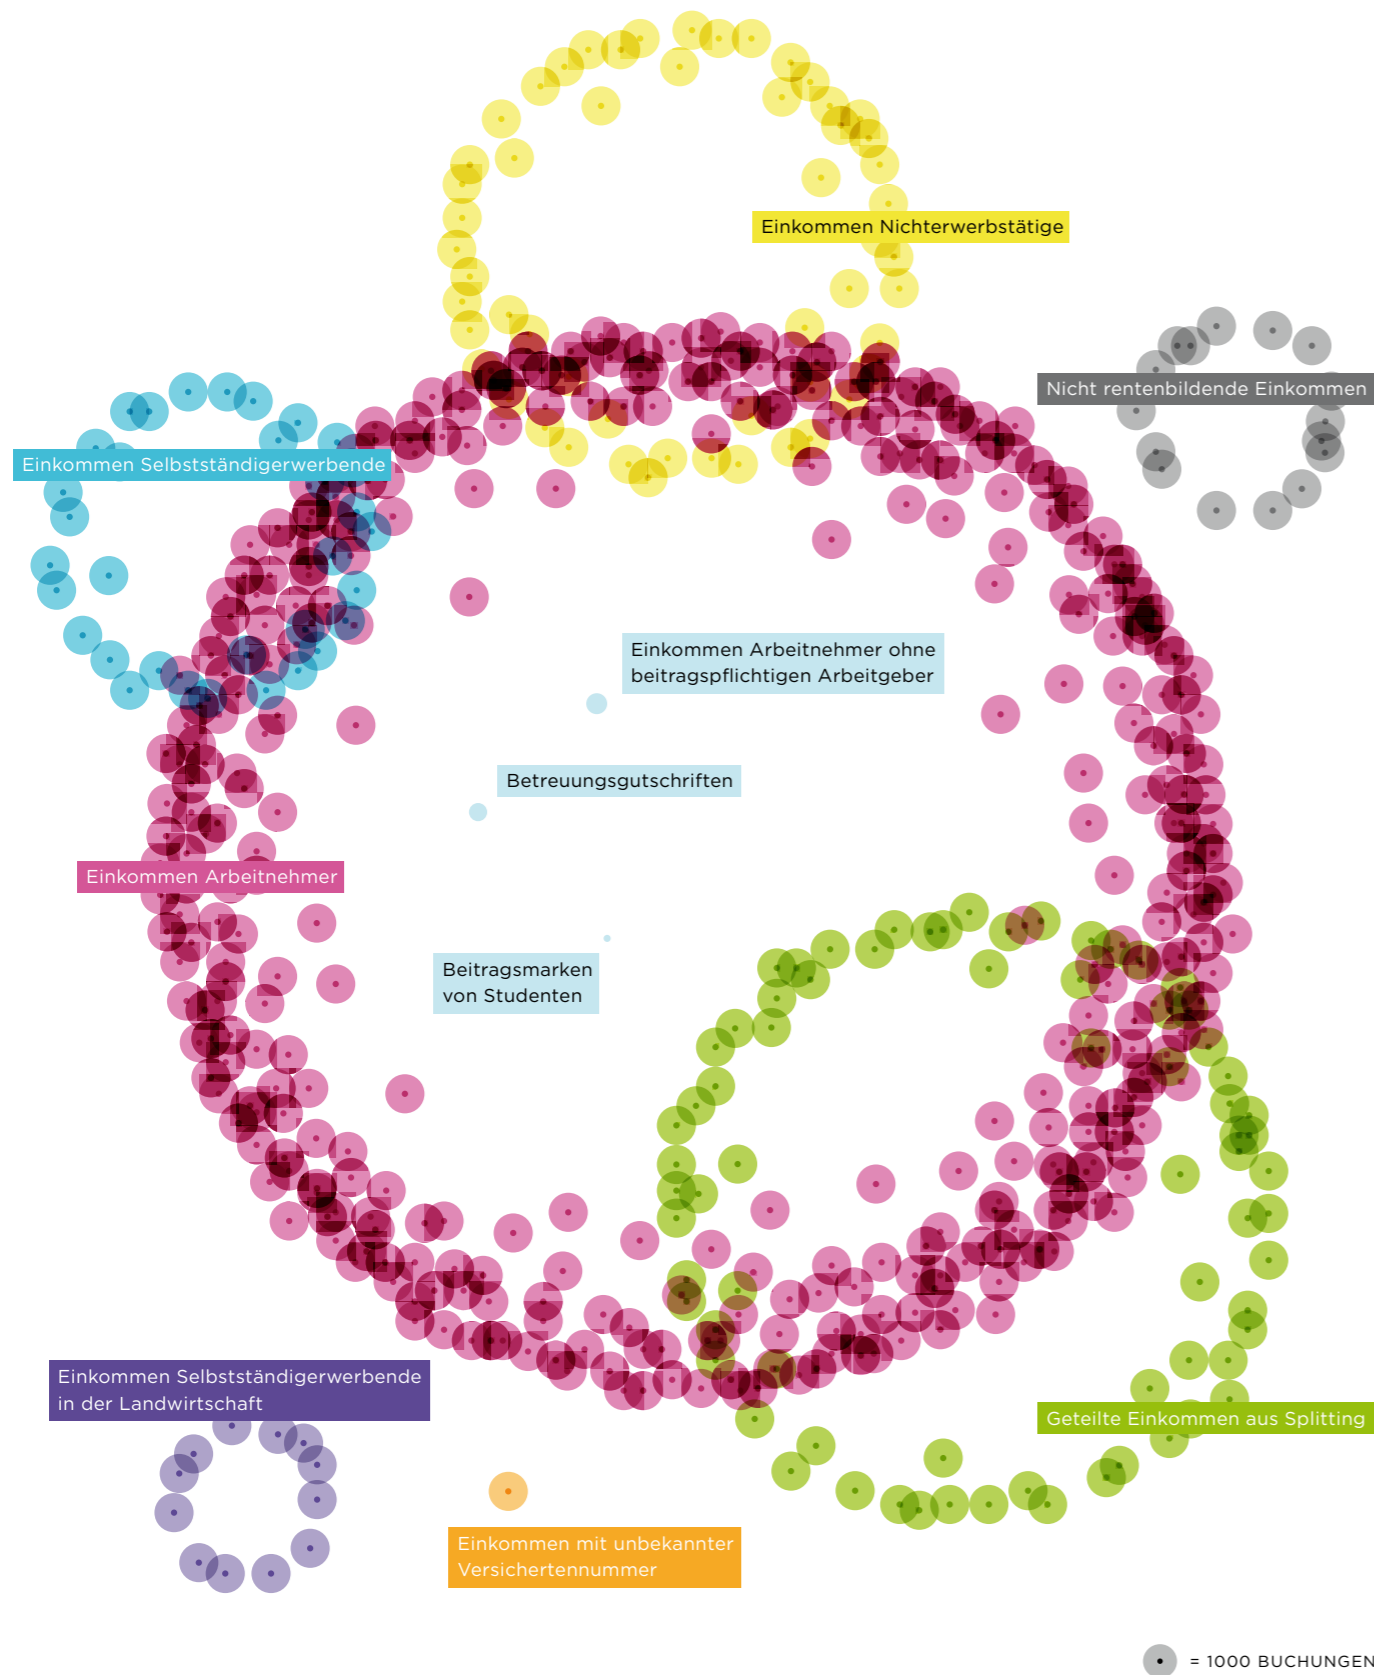 Einkommen Nichterwerbstätige
Nicht rentenbildende Einkommen
Einkommen Selbstständigerwerbende
Einkommen Arbeitnehmer ohne
beitragspflichtigen Arbeitgeber
Betreuungsgutschriften
Einkommen Arbeitnehmer
Beitragsmarken
von Studenten
Einkommen Selbstständigerwerbende
in der Landwirtschaft
Geteilte Einkommen aus Splitting
Einkommen mit unbekannter
Versichertennummer
= 1000 BUCHUNGEN